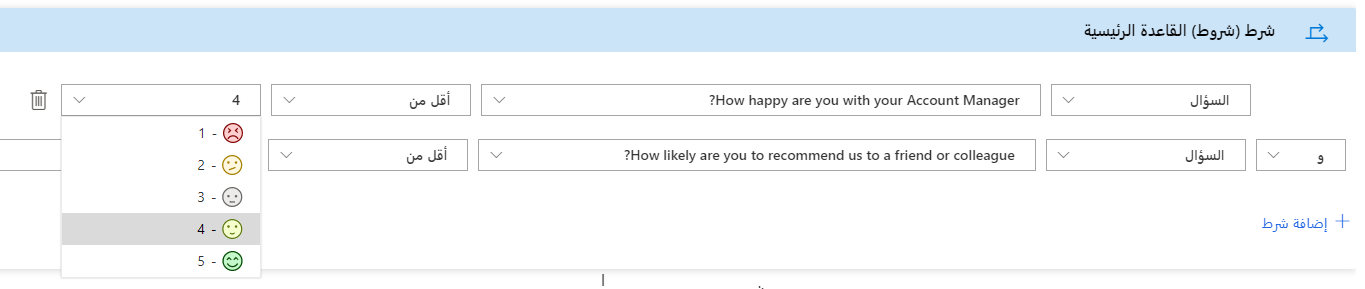 شرط (شروط) القاعدة الرئيسية
السؤال
?How happy are you with your Account Manager
أقل من
4
1 -
2 -
3 -
4 -
5 -
و
السؤال
?How likely are you to recommend us to a friend or colleague
أقل من
إضافة شرط